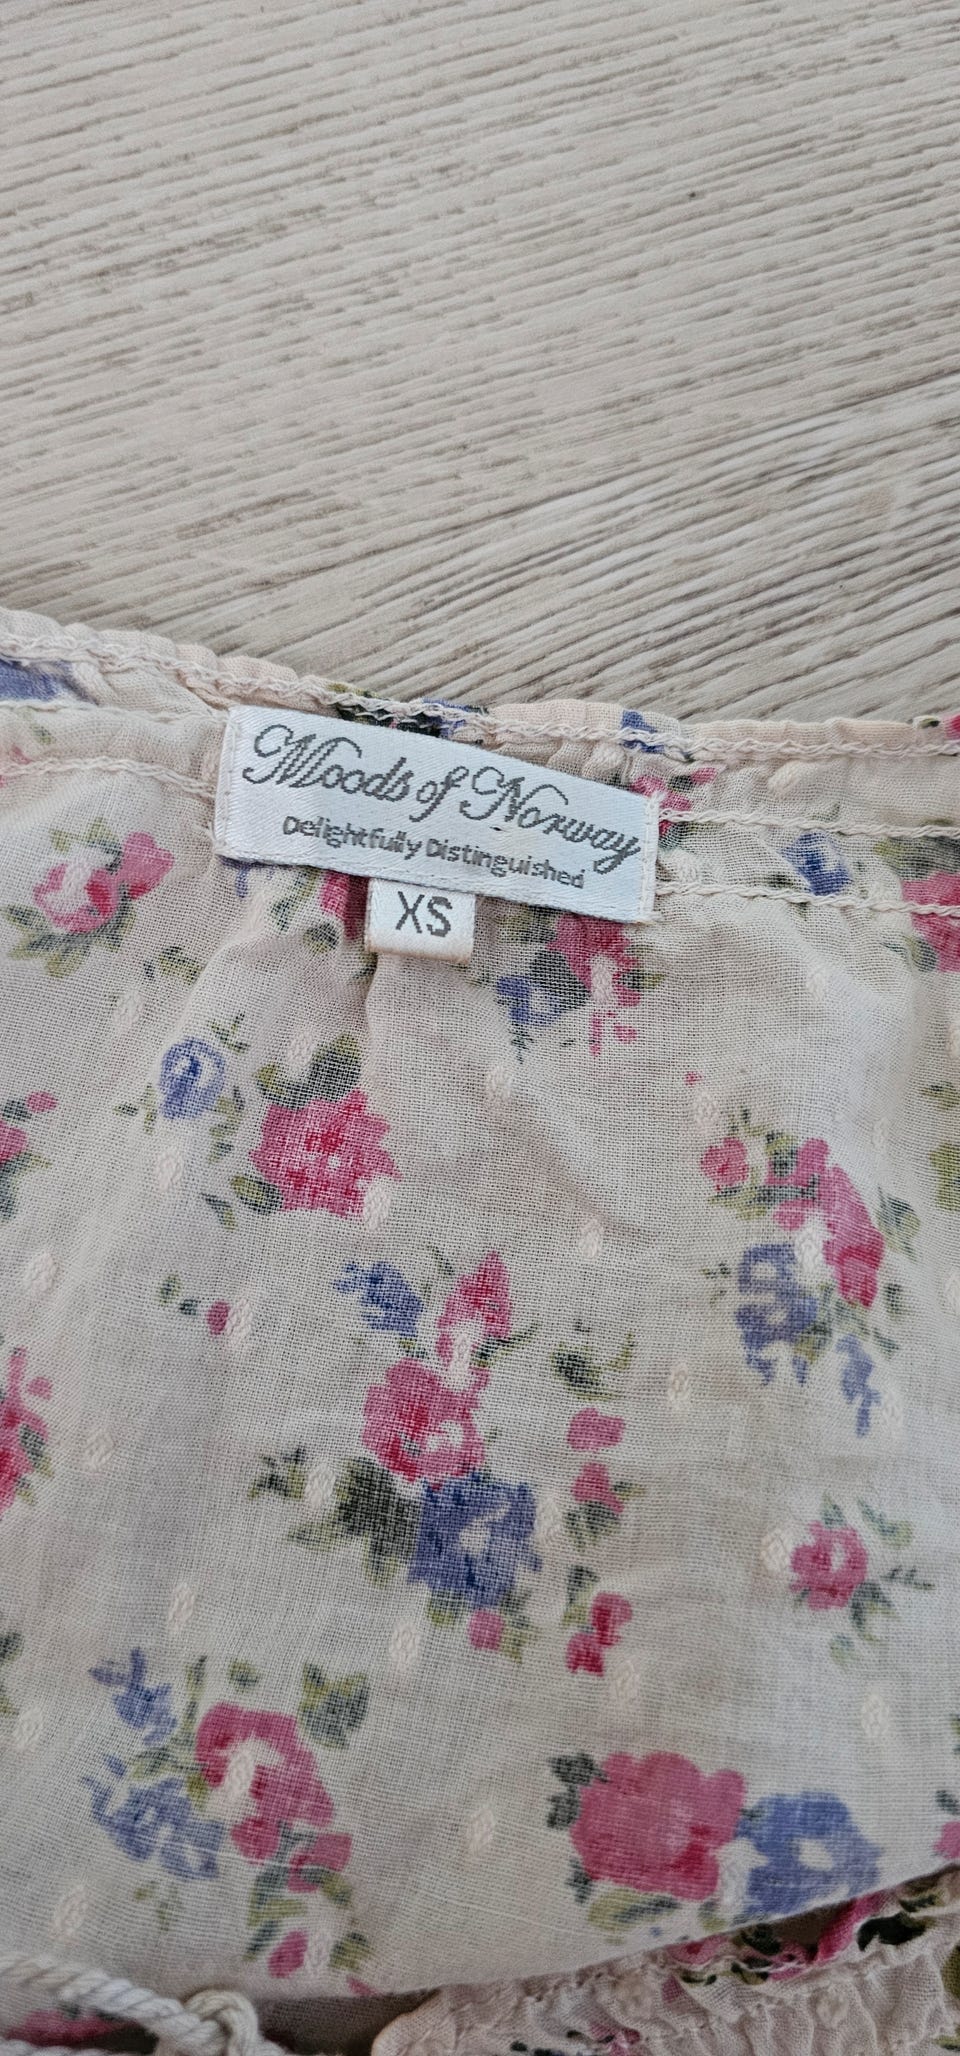 Moods of Norway
Delightfully Distinguished
XS